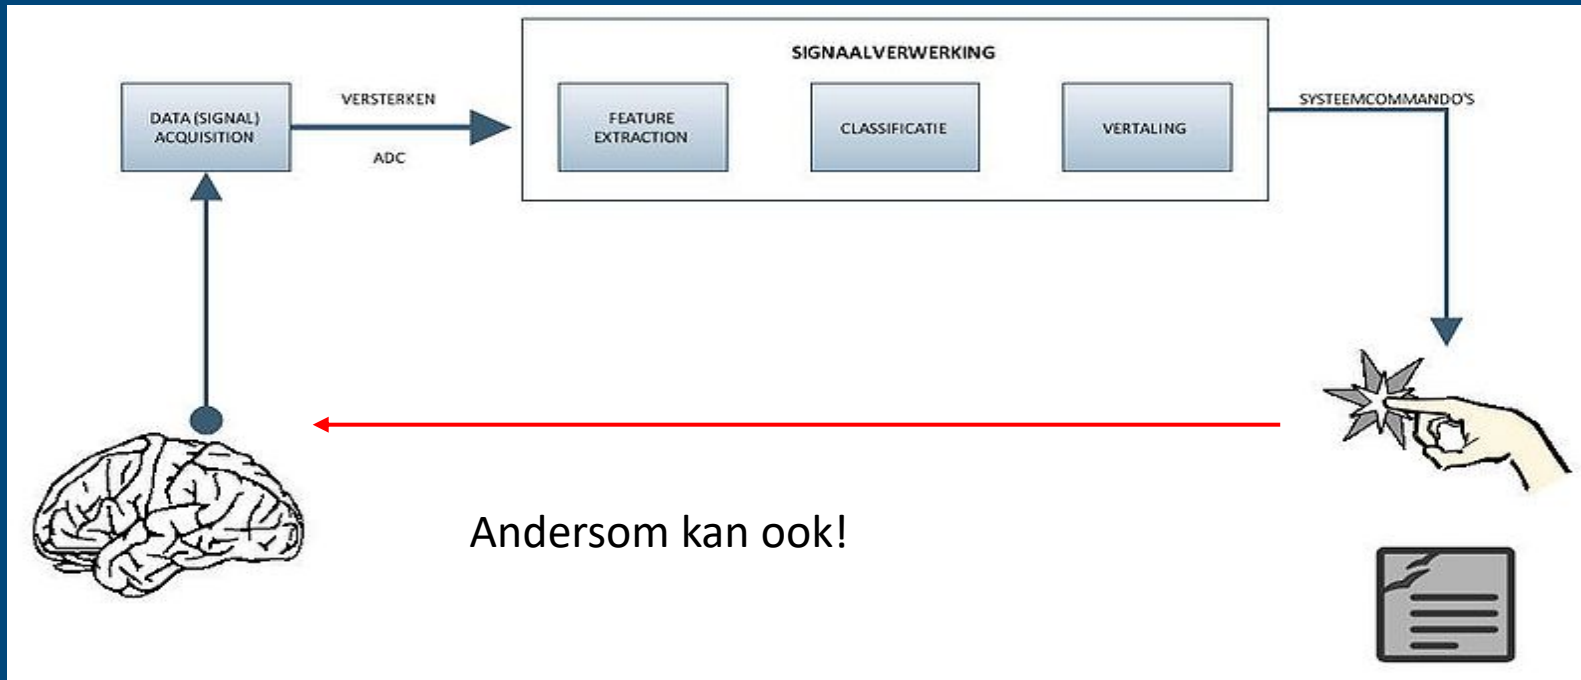 SIGNAALVERWERKING
DATA (SIGNAL)
ACQUISITION
VERSTERKEN
ADC
FEATURE
EXTRACTION
CLASSIFICATIE
VERTALING
SYSTEEMCOMMANDO'S
Andersom kan ook!